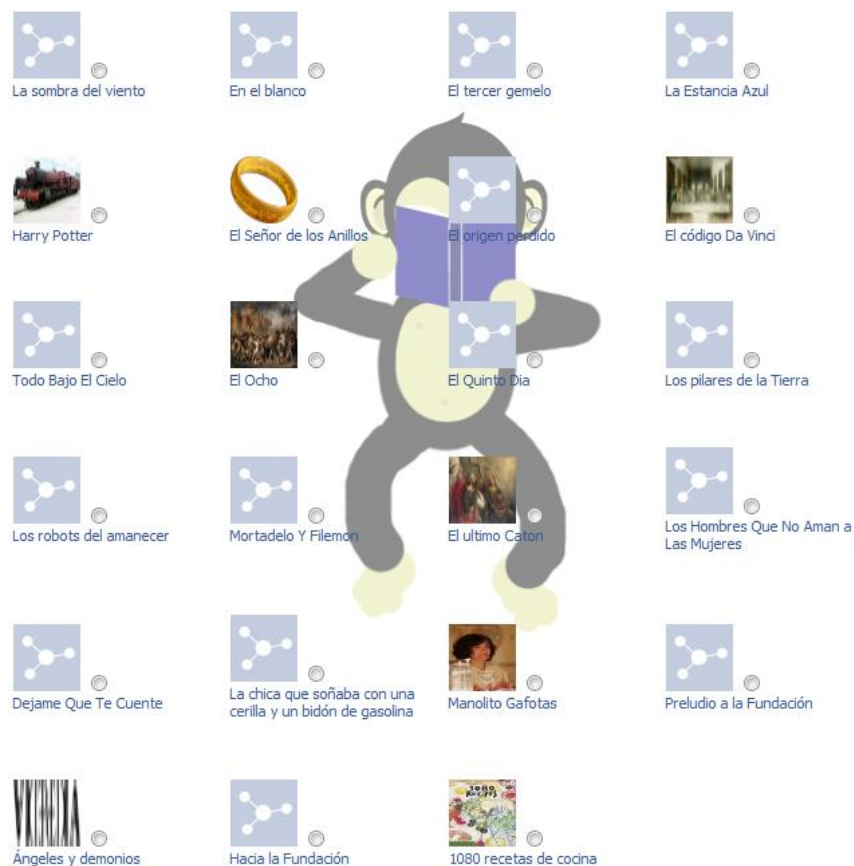 La sombra del viento
En el blanco
El tercer gemelo
La Estancia Azul
Harry Potter
El Señor de los Anillos
El origen perdido
El código Da Vinci
Todo Bajo El Cielo
El Ocho
El Quinto Dia
Los pilares de la Tierra
Los robots del amanecer
Mortadelo Y Filemon
El ultimo Caton
Los Hombres Que No Aman a
Las Mujeres
Dejame Que Te Cuente
La chica que soñaba con una
cerilla y un bidón de gasolina
Manolito Gafotas
Preludio a la Fundación
Ángeles y demonios
Hacia la Fundación
1080
1080 recetas de cocina